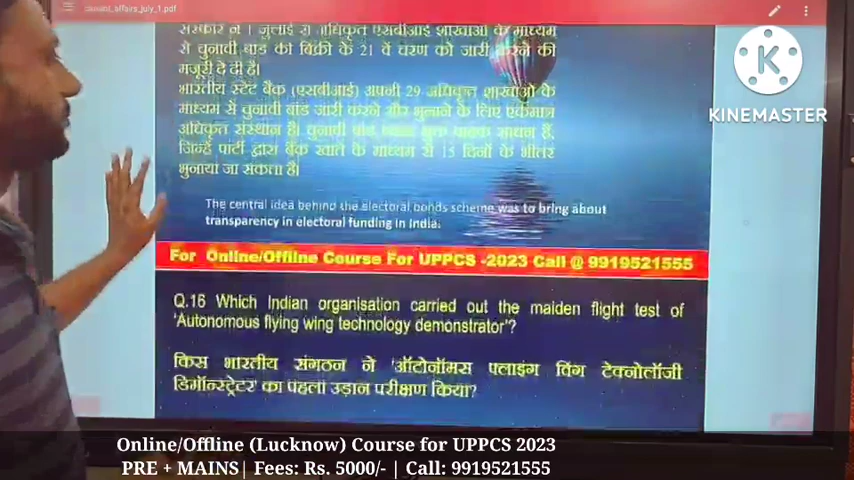 current_affairs_july_1.pdf
सरकार ने 1 जुलाई से अधिकृत एसबीआई शाखाओं के माध्यम
से चुनावी बांड की बिक्री के 21 वें चरण को जारी करने की
मंजूरी दे दी है।
भारतीय स्टेट बैंक (एसबीआई) अपनी 29 अधिकृत शाखाओं के
माध्यम से चुनावी बांड जारी करने और भुनाने के लिए एकमात्र
अधिकृत संस्थान है। चुनावी बांड ब्याज मुक्त वाहक साधन हैं,
जिन्हें पार्टी द्वारा बैंक खाते के माध्यम से 15 दिनों के भीतर
भुनाया जा सकता है।
The central idea behind the electoral bonds scheme was to bring about
transparency in electoral funding in India.
For Online/Offline Course For UPPCS -2023 Call @ 9919521555
Q.16 Which Indian organisation carried out the maiden flight test of
'Autonomous flying wing technology demonstrator'?
किस भारतीय संगठन ने 'ऑटोनॉमस फ्लाइंग विंग टेक्नोलॉजी
डिमॉन्स्ट्रेटर' का पहला उड़ान परीक्षण किया?
K
KINEMASTER
Online/Offline (Lucknow) Course for UPPCS 2023
PRE + MAINS| Fees: Rs. 5000/- | Call: 9919521555